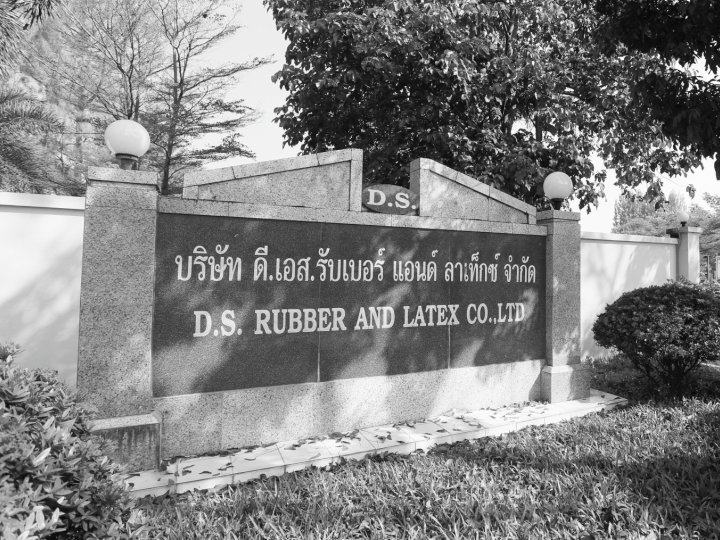 D.S.
บริษัท ดี.เอส.รับเบอร์ แอนด์ ลาเท็กซ์ จำกัด
D.S. RUBBER AND LATEX CO.,LTD